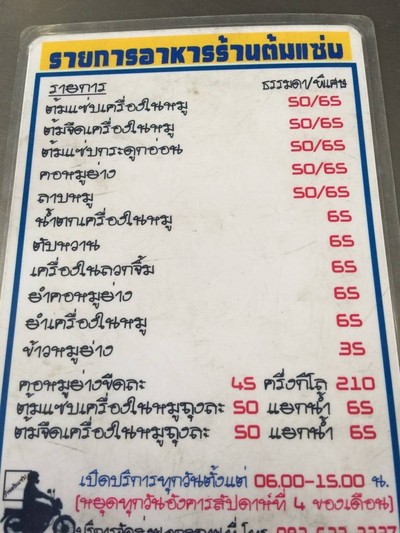 รายการอาหารร้านต้มแซ่บ
รายการ ธรรมดา/พิเศษ
ต้มแซ่บเครื่องในหมู 50/65
ต้มจืดเครื่องในหมู 50/65
ต้มแซ่บกระดูกอ่อน 50/65
คอหมูย่าง 50/65
ลาบหมู 50/65
น้ำตกเครื่องในหมู 65
ตับหวาน 65
เครื่องในลวกจิ้ม 65
ยำคอหมูย่าง 65
ยำเครื่องในหมู 65
ข้าวหมูย่าง 35
คอหมูย่างขีดละ 45 ครึ่งกิโล 210
ต้มแซ่บเครื่องในหมูถุงละ 50 แยกน้ำ 65
ต้มจืดเครื่องในหมูถุงละ 50 แยกน้ำ 65
เปิดบริการทุกวันตั้งแต่ 06.00-15.00 น.
(หยุดทุกวันอังคารสัปดาห์ที่ 4 ของเดือน)